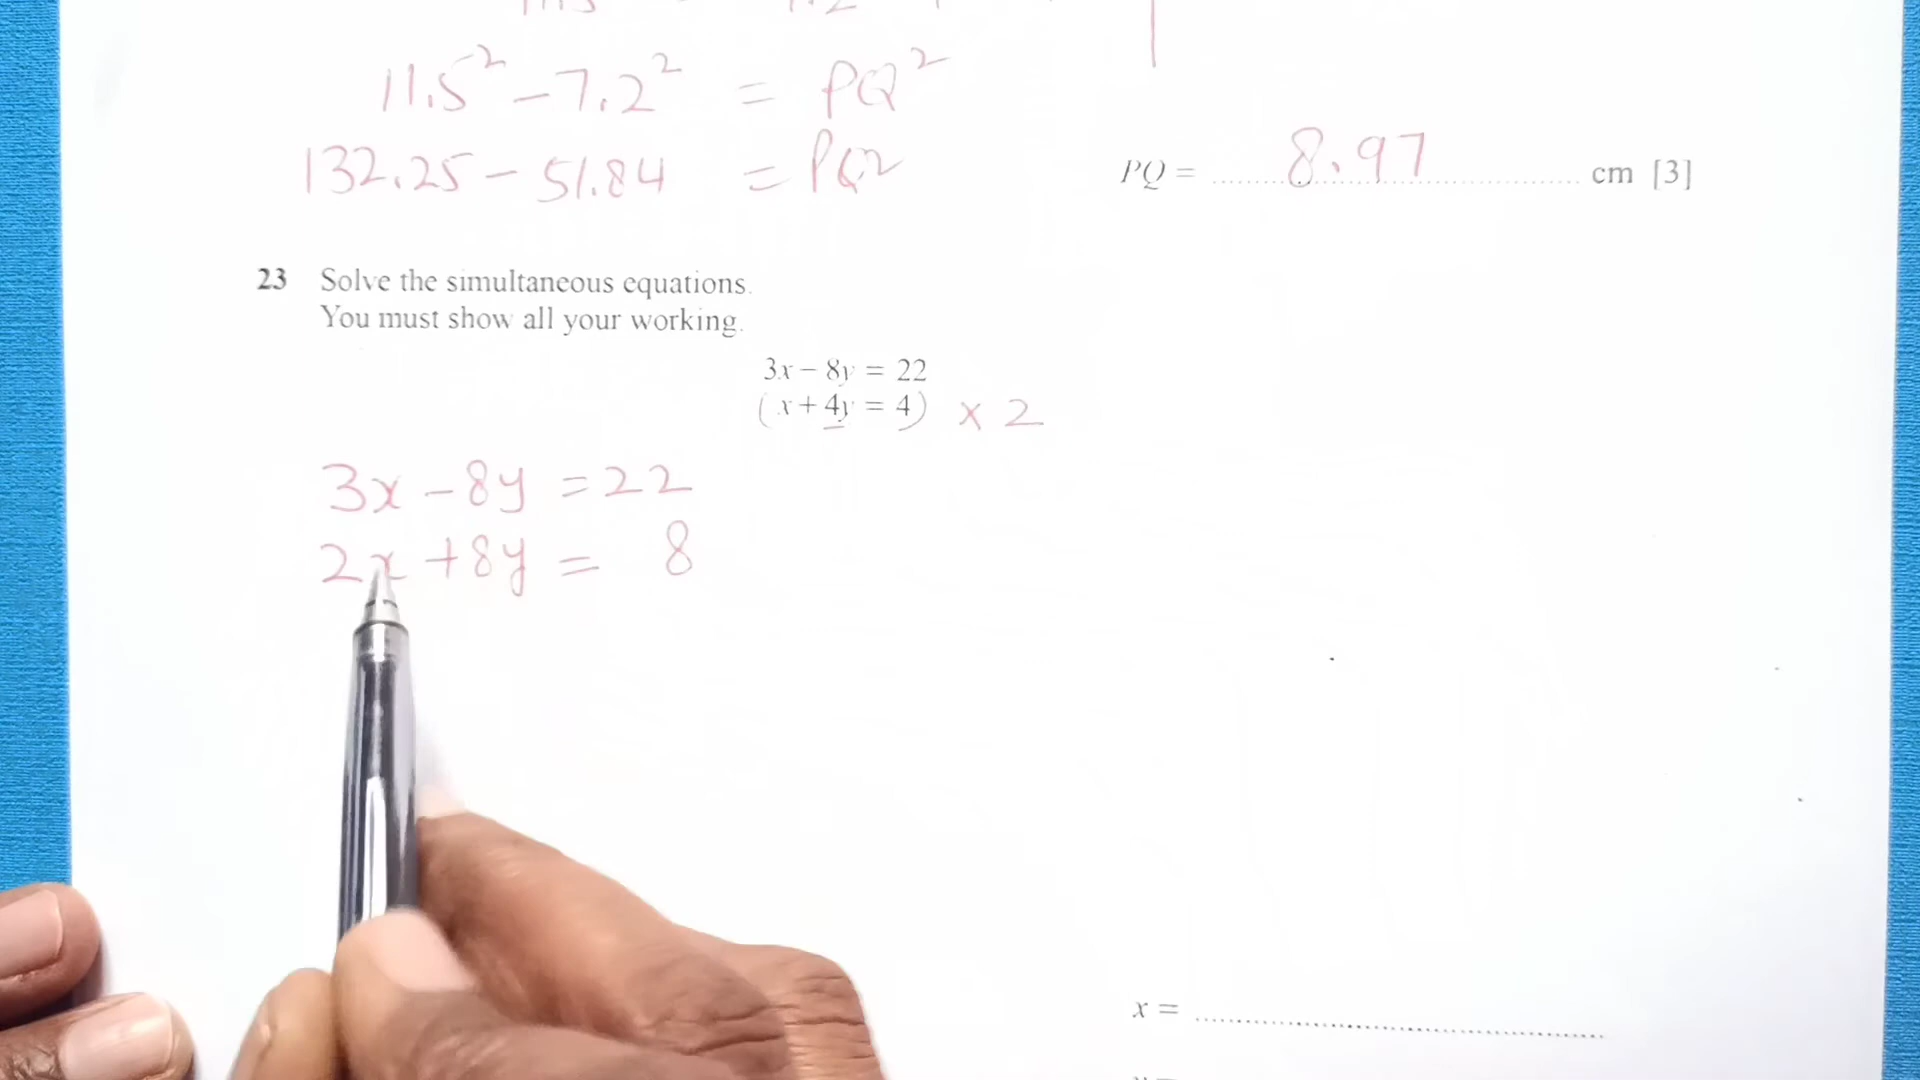 11.5² - 7.2² = PQ²
132.25 - 51.84 = PQ²
PQ = 8.97 cm [3]
23 Solve the simultaneous equations.
You must show all your working.
3x - 8y = 22
(x + 4y = 4) × 2
3x - 8y = 22
2x + 8y = 8
x =